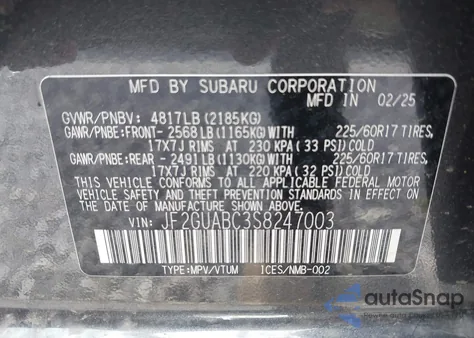 MFD BY SUBARU CORPORATION
MFD IN 02/25
GVWR/PNBV: 4817LB (2185KG)
GAWR/PNBE:FRONT-2568LB (1165KG)WITH 225/60R17 TIRES,
17X7J RIMS AT 230 KPA ( 33 PSI) COLD
GAWR/PNBE:REAR -2491LB (1130KG)WITH 225/60R17 TIRES,
17X7J RIMS AT 220 KPA ( 32 PSI) COLD
THIS VEHICLE CONFORMS TO ALL APPLICABLE FEDERAL MOTOR
VEHICLE SAFETY AND THEFT PREVENTION STANDARDS IN EFFECT ON
THE DATE OF MANUFACTURE SHOWN ABOVE.
VIN: JF2GUABC3S8247003
TYPE:MPV/VTUM ICES/NMB-002
autoSnap